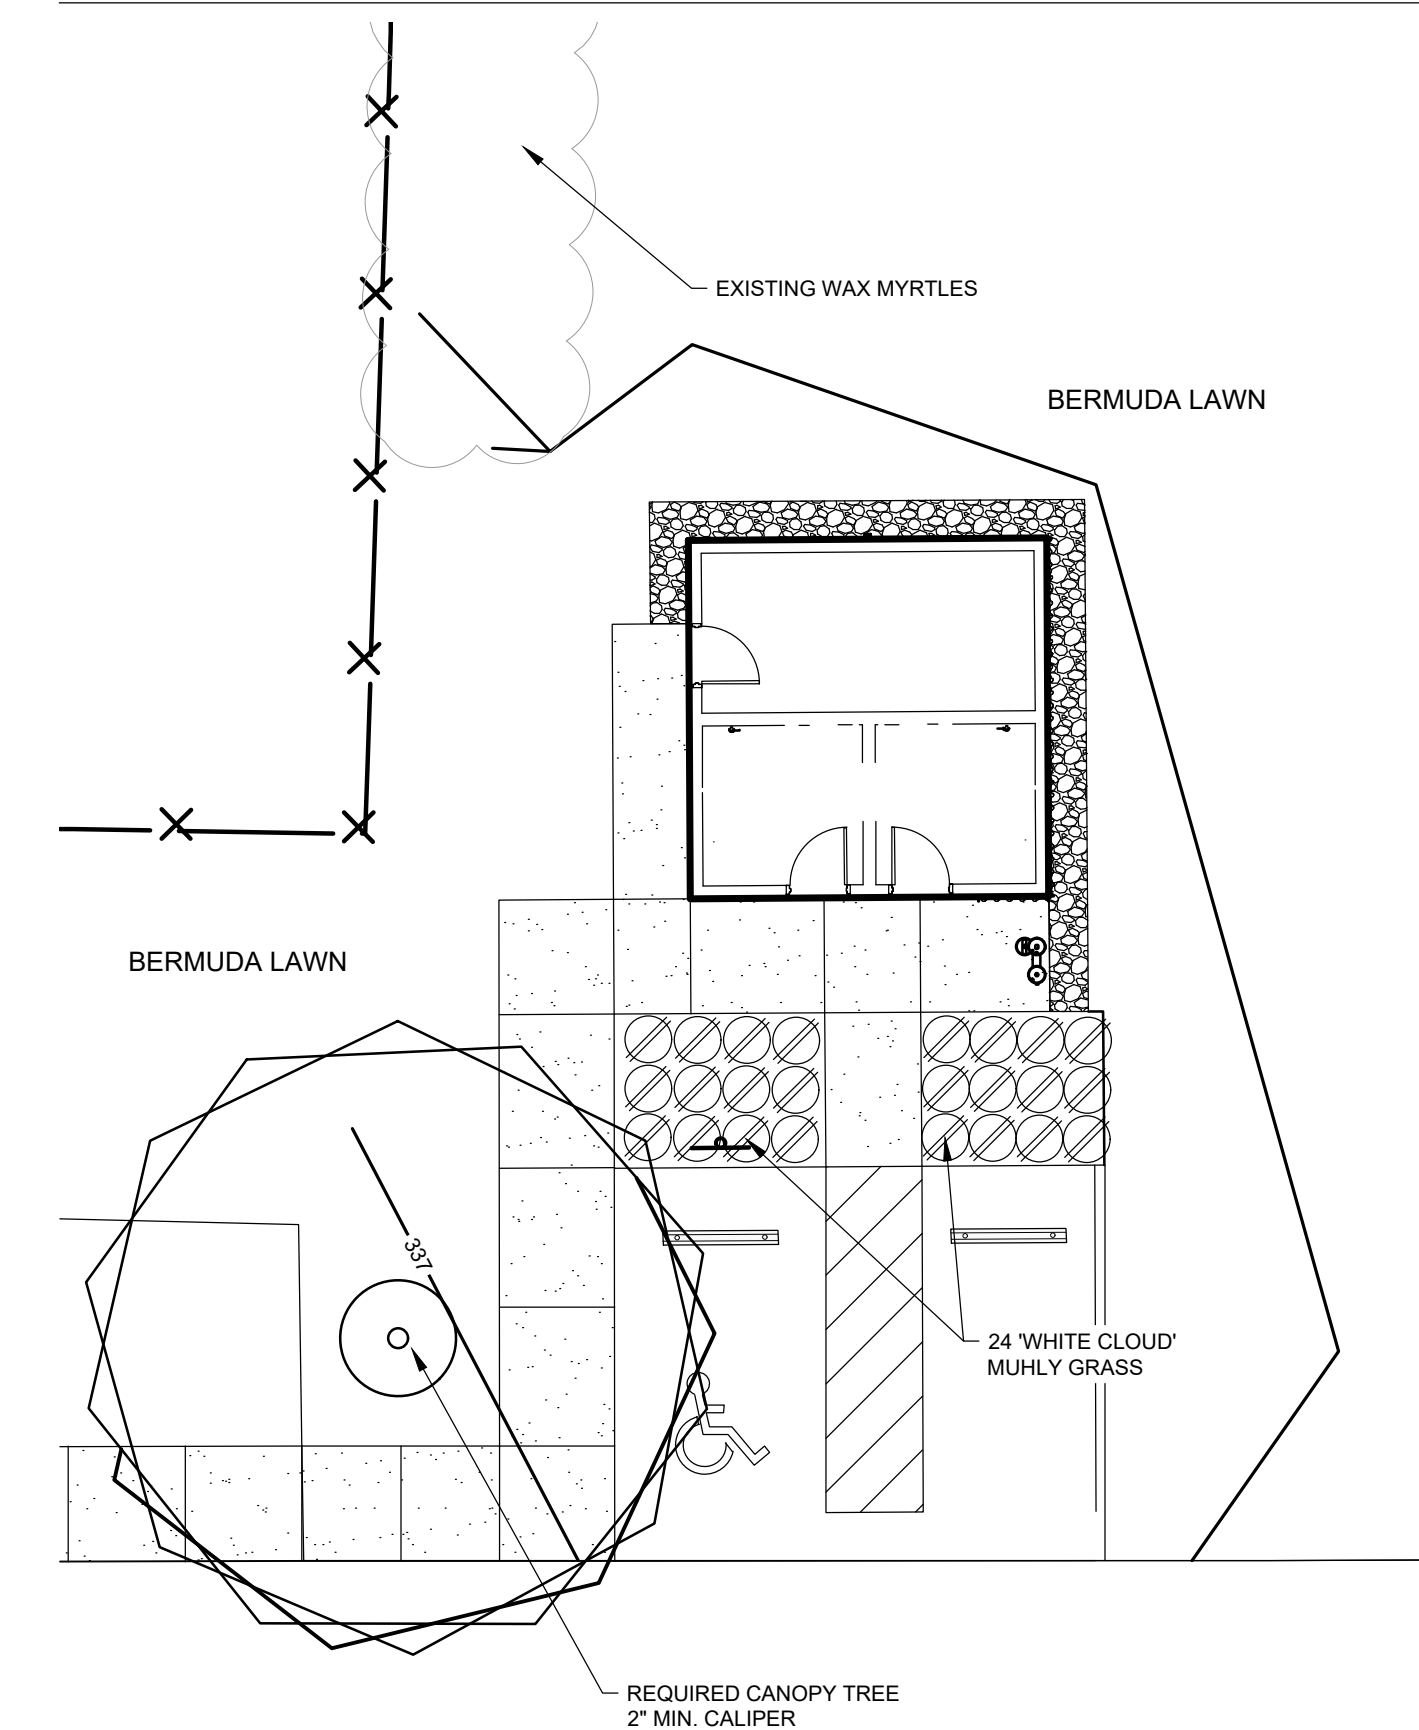 EXISTING WAX MYRTLES
BERMUDA LAWN
BERMUDA LAWN
337
24 'WHITE CLOUD'
MUHLY GRASS
REQUIRED CANOPY TREE
2" MIN. CALIPER